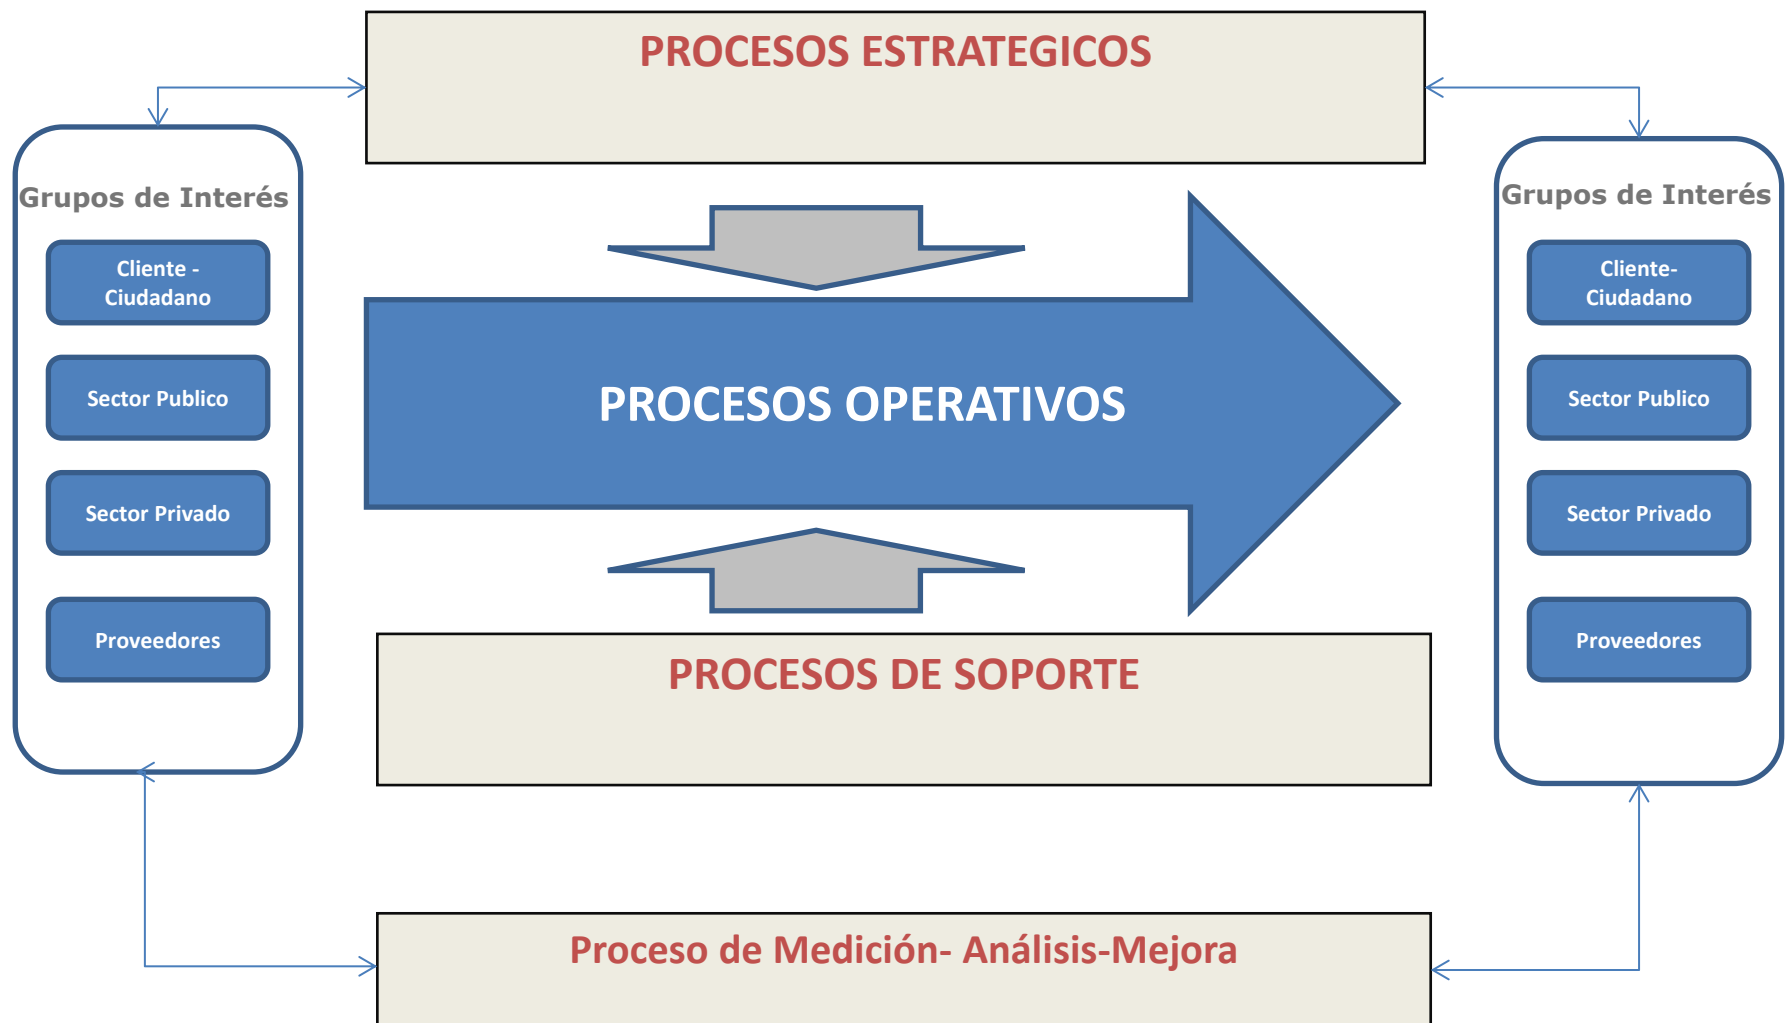 PROCESOS ESTRATEGICOS
Grupos de Interés
Cliente -
Ciudadano
Sector Publico
Sector Privado
Proveedores
PROCESOS OPERATIVOS
PROCESOS DE SOPORTE
Proceso de Medición- Análisis-Mejora
Grupos de Interés
Cliente-
Ciudadano
Sector Publico
Sector Privado
Proveedores